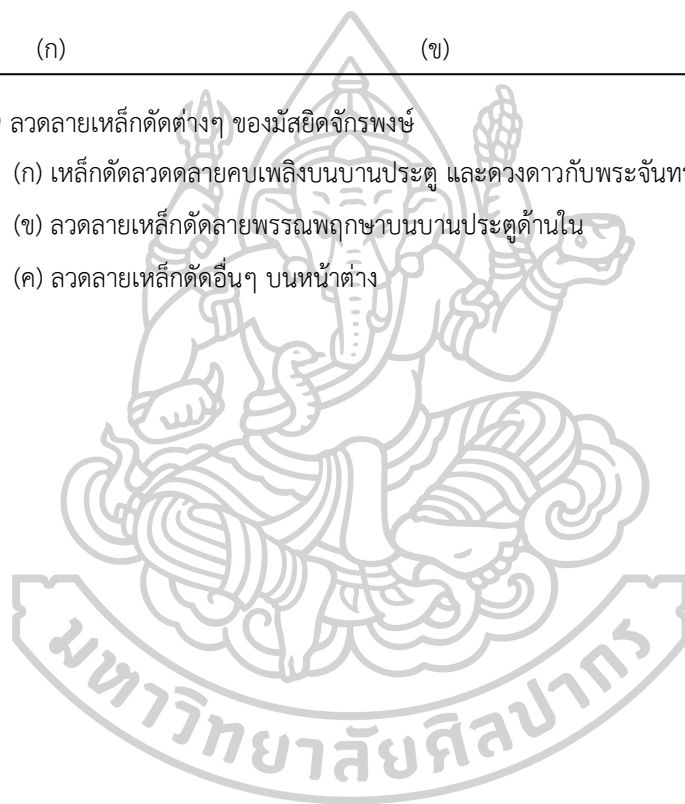 (ก) (ข)
ลวดลายเหล็กดัดต่างๆ ของมัสยิดจักรพงษ์
(ก) เหล็กดัดลวดดลายคบเพลิงบนบานประตู และดวงดาวกับพระจันทร
(ข) ลวดลายเหล็กดัดลายพรรณพฤกษาบนบานประตูด้านใน
(ค) ลวดลายเหล็กดัดอื่นๆ บนหน้าต่าง
มหาวิทยาลัยศิลปากร